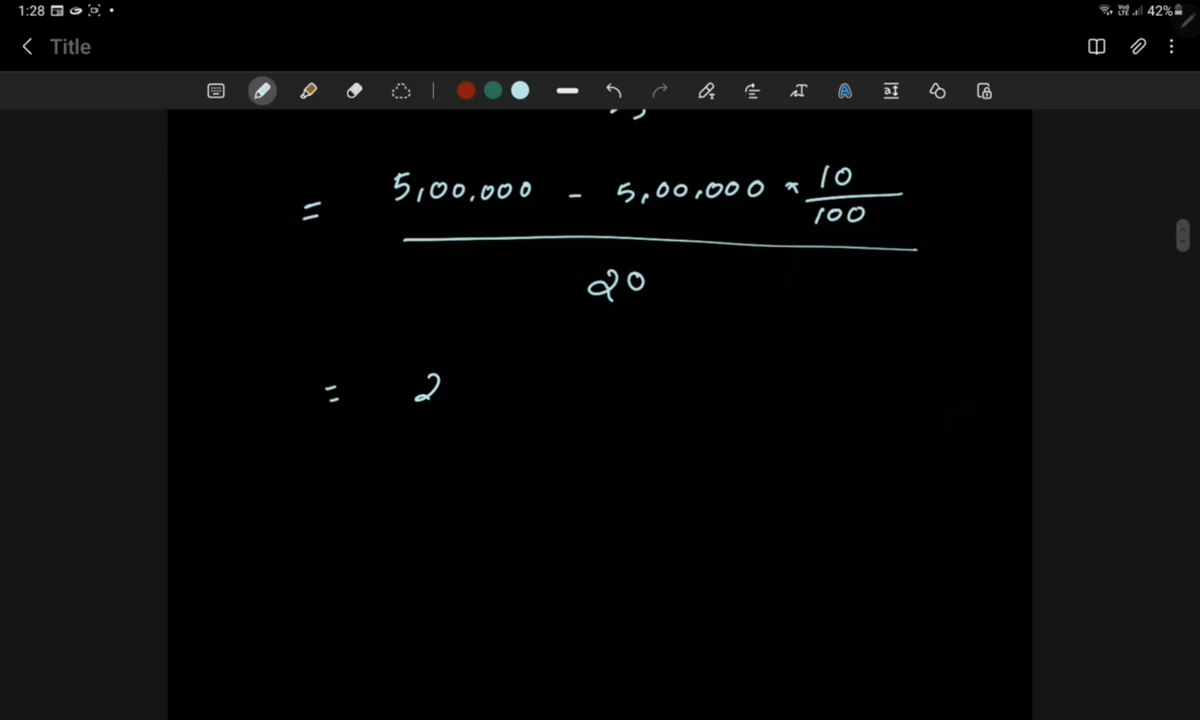 1:28 42%
Title
5,00,000 - 5,00,000 * 10/100
= 20
= 2